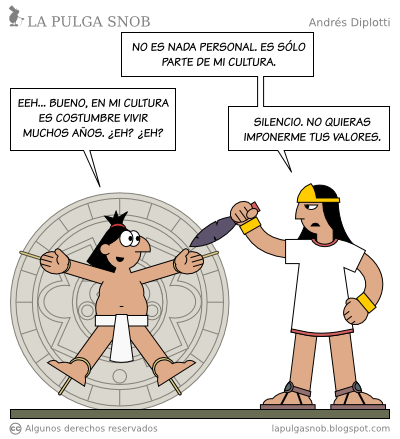 LA PULGA SNOB
Andrés Diplotti
NO ES NADA PERSONAL. ES SÓLO
PARTE DE MI CULTURA.
EEH... BUENO, EN MI CULTURA
ES COSTUMBRE VIVIR
MUCHOS AÑOS. ¿EH? ¿EH?
SILENCIO. NO QUIERAS
IMPONERME TUS VALORES.
cc Algunos derechos reservados
lapulgasnob.blogspot.com